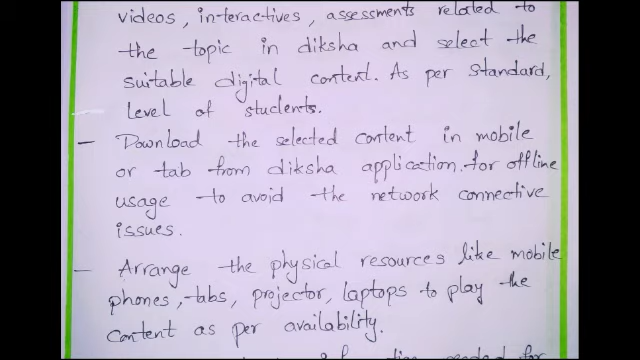 videos, interactives, assessments related to
the topic in diksha and select the
suitable digital content. As per standard,
level of students.
- Download the selected content in mobile
or tab from diksha application for offline
usage to avoid the network connective
issues.
- Arrange the physical resources like mobile
phones, tabs, projector, laptops to play the
content as per availability.